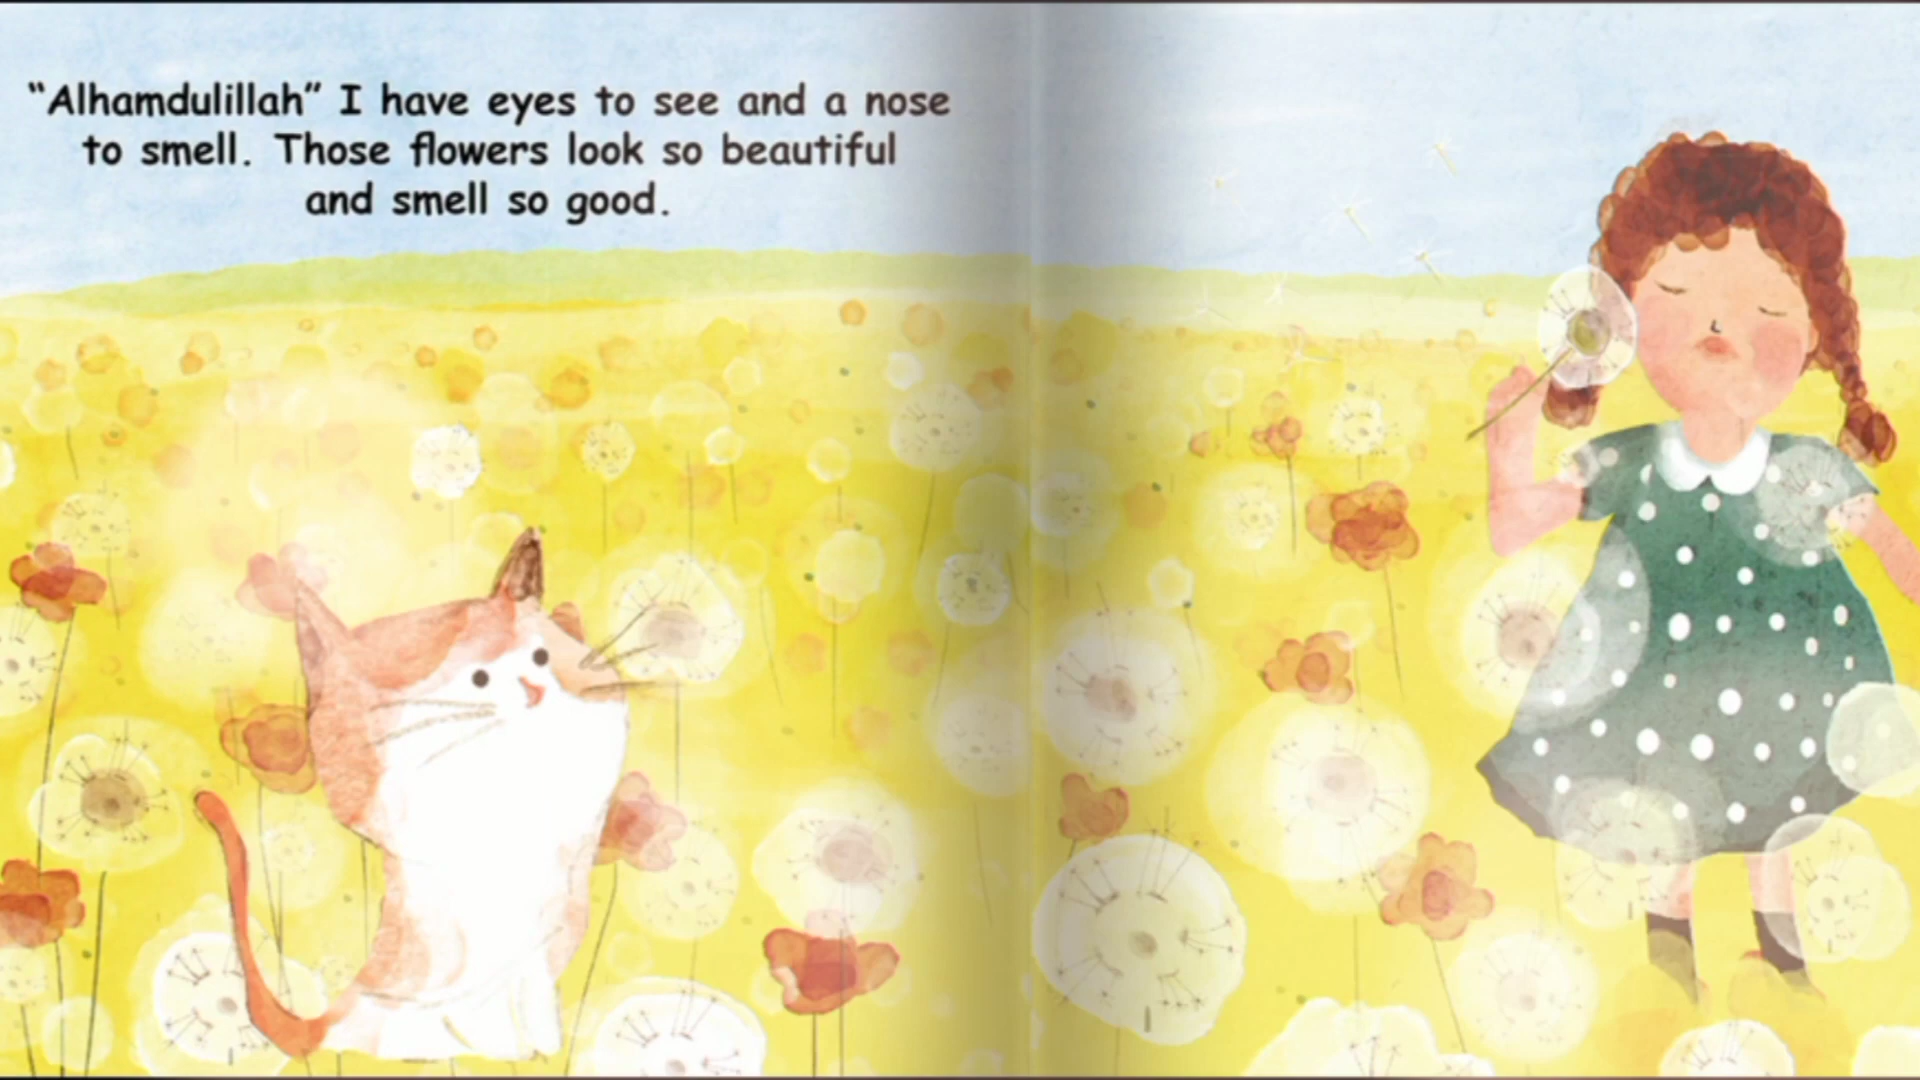 “Alhamdulillah” I have eyes to see and a nose
to smell. Those flowers look so beautiful
and smell so good.